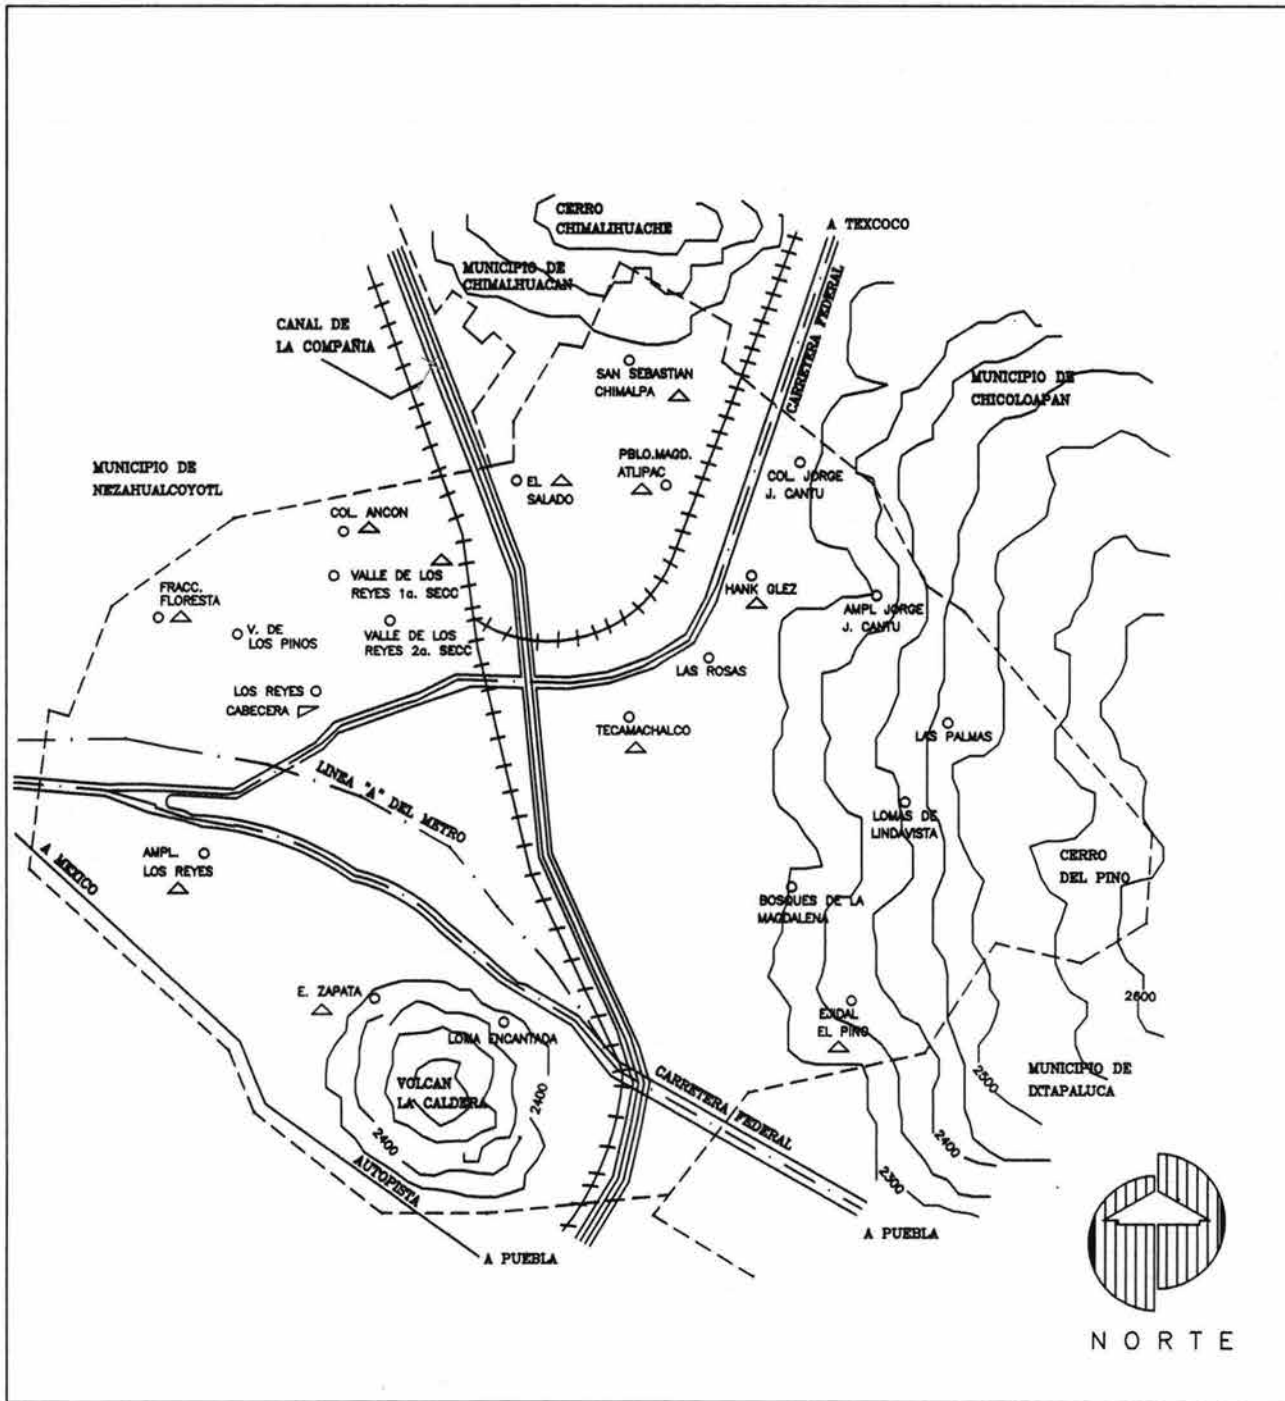 CERRO
CHIMALIHUACHE
A TEXCOCO
MUNICIPIO DE
CHIMALHUACAN
CARRETERA FEDERAL
CANAL DE
LA COMPAÑIA
SAN SEBASTIAN
CHIMALPA
MUNICIPIO DE
CHICOLOAPAN
MUNICIPIO DE
NEZAHUALCOYOTL
PBLO.MAGD.
ATLIPAC
COL. JORGE
J. CANTU
EL
SALADO
COL. ANCON
VALLE DE LOS
REYES 1a. SECC
FRACC.
FLORESTA
HANK GLEZ
AMPL JORGE
J. CANTU
V. DE
LOS PINOS
VALLE DE LOS
REYES 2a. SECC
LAS ROSAS
LOS REYES
CABECERA
TECAMACHALCO
LAS PALMAS
LINEA "A" DEL METRO
LOMAS DE
LINDAVISTA
A MEXICO
AMPL.
LOS REYES
CERRO
DEL PINO
BOSQUES DE LA
MAGDALENA
E. ZAPATA
LOMA ENCANTADA
EJIDAL
EL PINO
2600
VOLCAN
LA CALDERA
2400
2400
CARRETERA FEDERAL
2500
MUNICIPIO DE
IXTAPALUCA
2400
2300
AUTOPISTA
A PUEBLA
A PUEBLA
NORTE